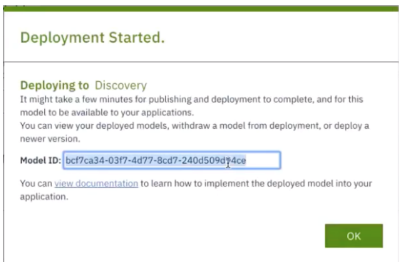 Deployment Started.
Deploying to Discovery
It might take a few minutes for publishing and deployment to complete, and for this
model to be available to your applications.
You can view your deployed models, withdraw a model from deployment, or deploy a
newer version.
Model ID: bcf7ca34-03f7-4d77-8cd7-240d509d94ce
You can view documentation to learn how to implement the deployed model into your
application.
OK